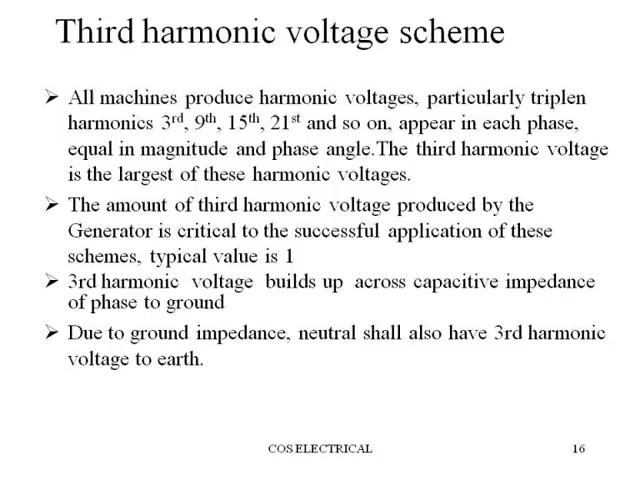 Third harmonic voltage scheme
➢ All machines produce harmonic voltages, particularly triplen
harmonics 3rd, 9th, 15th, 21st and so on, appear in each phase,
equal in magnitude and phase angle.The third harmonic voltage
is the largest of these harmonic voltages.
➢ The amount of third harmonic voltage produced by the
Generator is critical to the successful application of these
schemes, typical value is 1
➢ 3rd harmonic voltage builds up across capacitive impedance
of phase to ground
➢ Due to ground impedance, neutral shall also have 3rd harmonic
voltage to earth.
COS ELECTRICAL
16